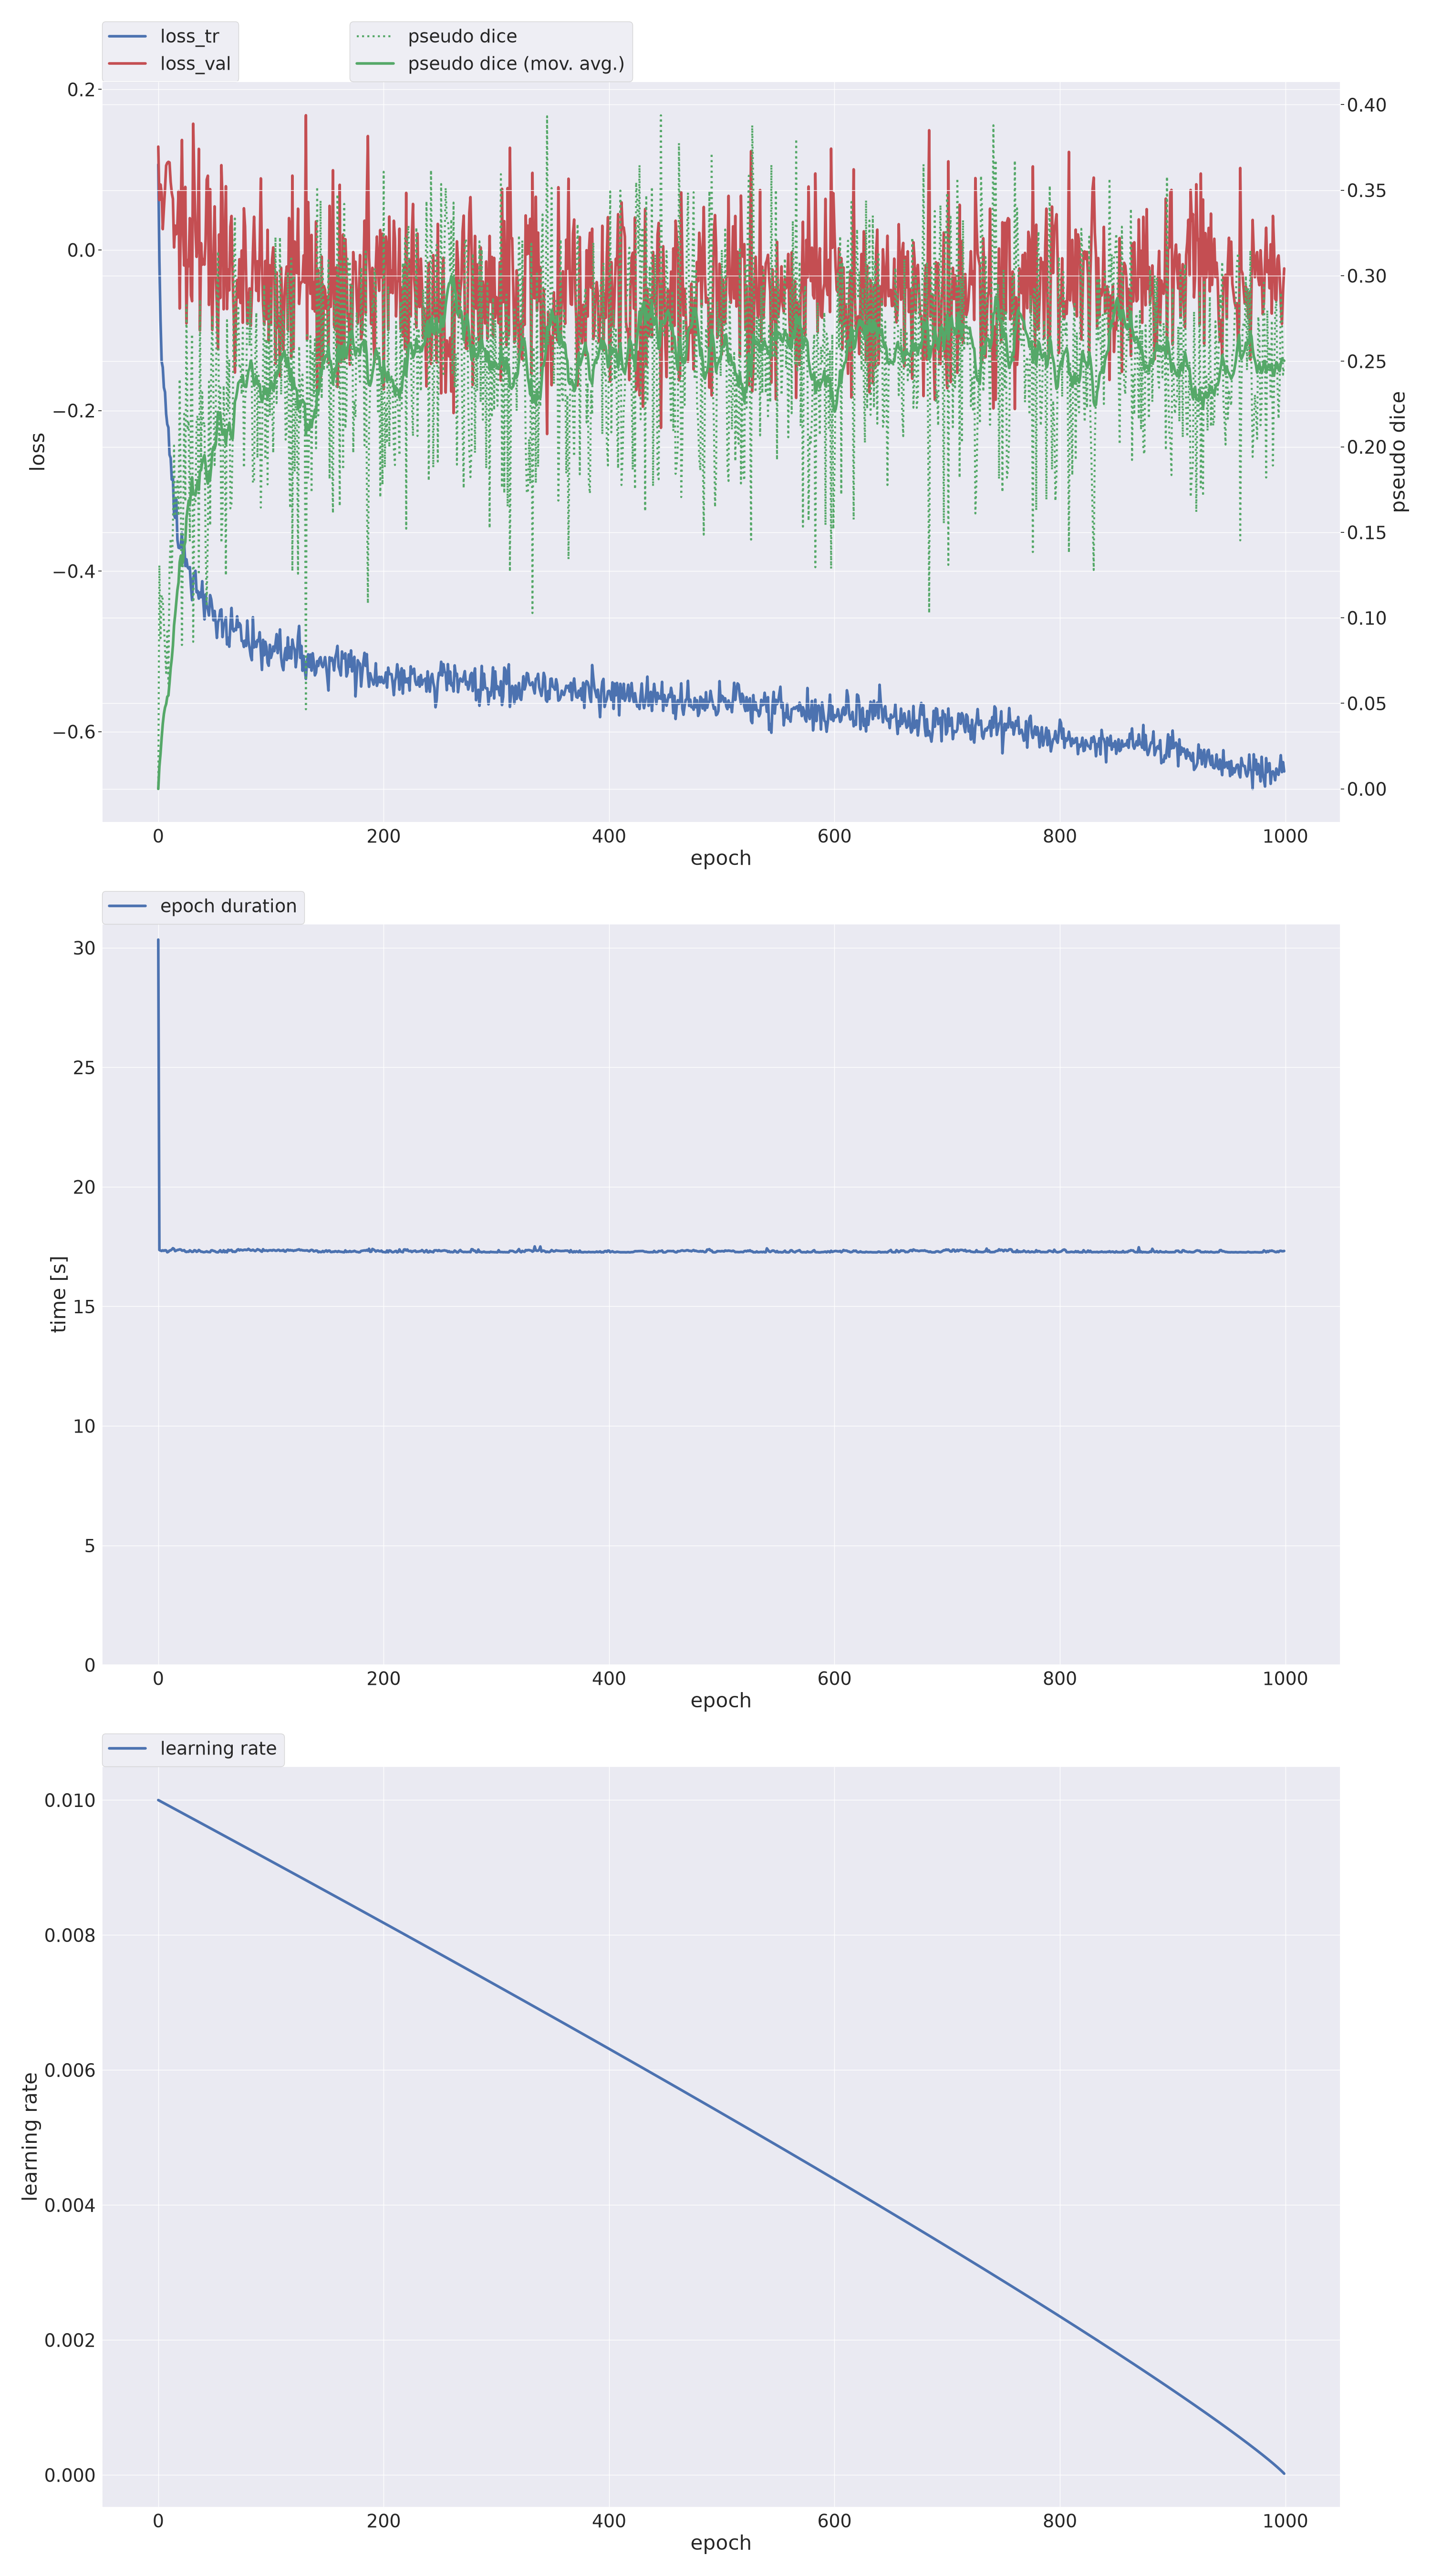 loss_tr
loss_val
pseudo dice
pseudo dice (mov. avg.)
0.2
0.0
−0.2
−0.4
−0.6
loss
0.40
0.35
0.30
0.25
0.20
0.15
0.10
0.05
0.00
pseudo dice
0 200 400 600 800 1000
epoch
epoch duration
30
25
20
15
10
5
0
time [s]
0 200 400 600 800 1000
epoch
learning rate
0.010
0.008
0.006
0.004
0.002
0.000
learning rate
0 200 400 600 800 1000
epoch